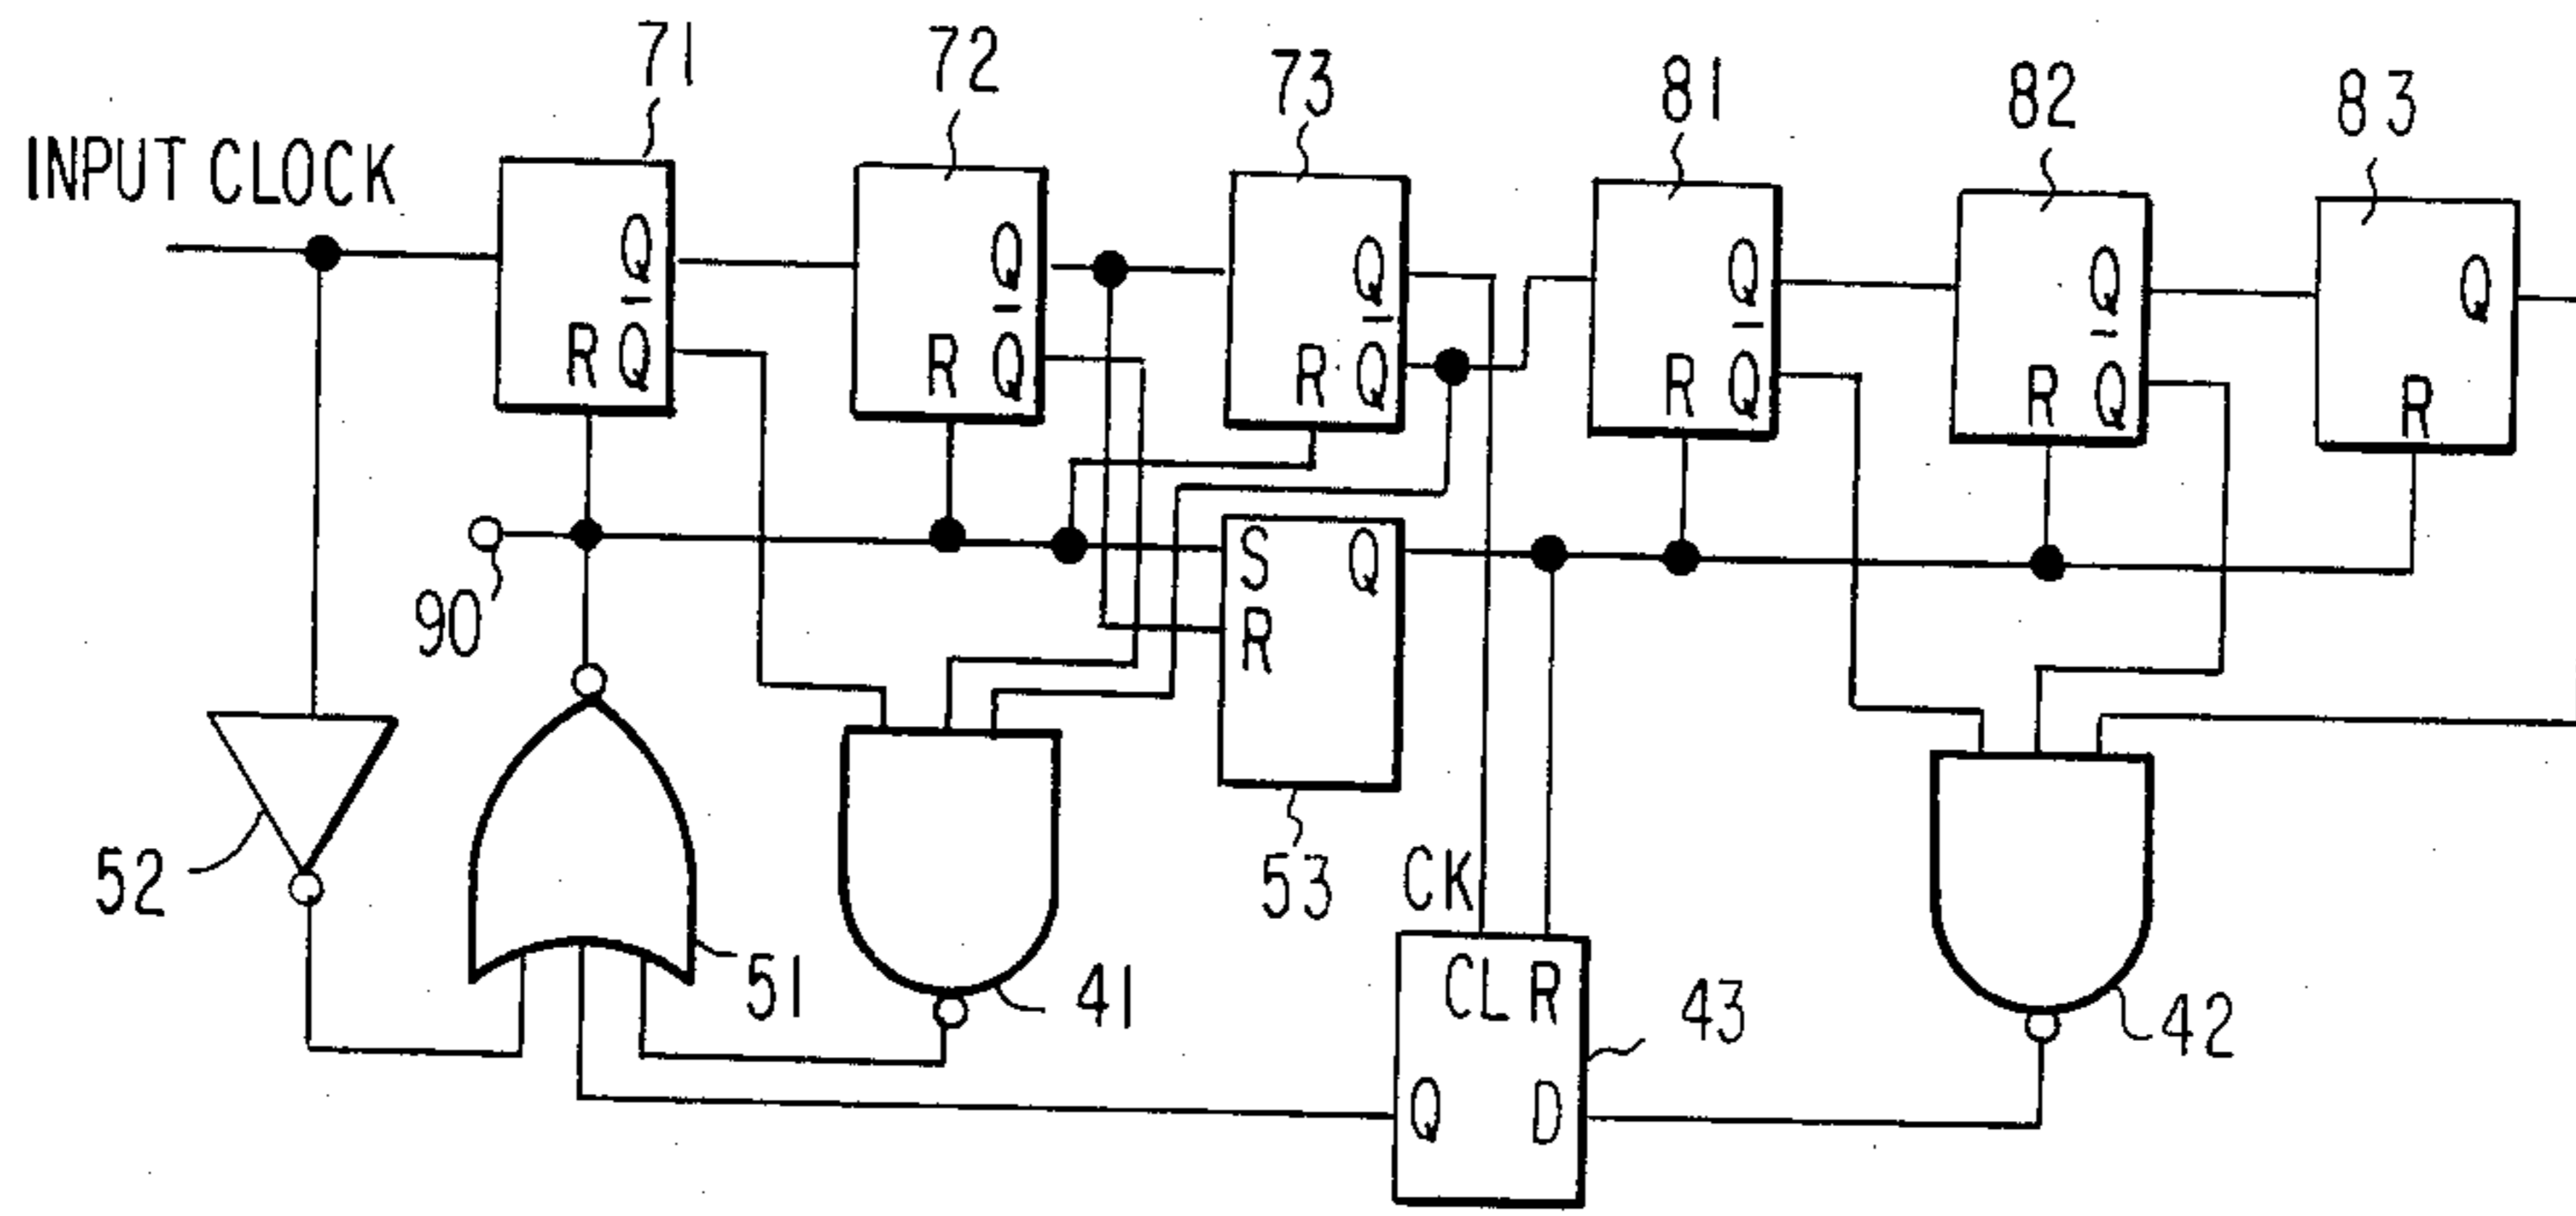 71
72
73
81
82
83
INPUT CLOCK
Q
R Q̅
Q
R Q̅
Q
R Q̅
Q
R Q̅
Q
R Q̅
Q
R
90
S Q
R
53
52
51
41
CK
CL R
Q D
43
42